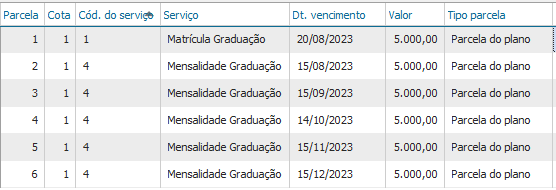 Parcela Cota Cód. do serviço Serviço Dt. vencimento Valor Tipo parcela
1 1 1 Matrícula Graduação 20/08/2023 5.000,00 Parcela do plano
2 1 4 Mensalidade Graduação 15/08/2023 5.000,00 Parcela do plano
3 1 4 Mensalidade Graduação 15/09/2023 5.000,00 Parcela do plano
4 1 4 Mensalidade Graduação 14/10/2023 5.000,00 Parcela do plano
5 1 4 Mensalidade Graduação 15/11/2023 5.000,00 Parcela do plano
6 1 4 Mensalidade Graduação 15/12/2023 5.000,00 Parcela do plano